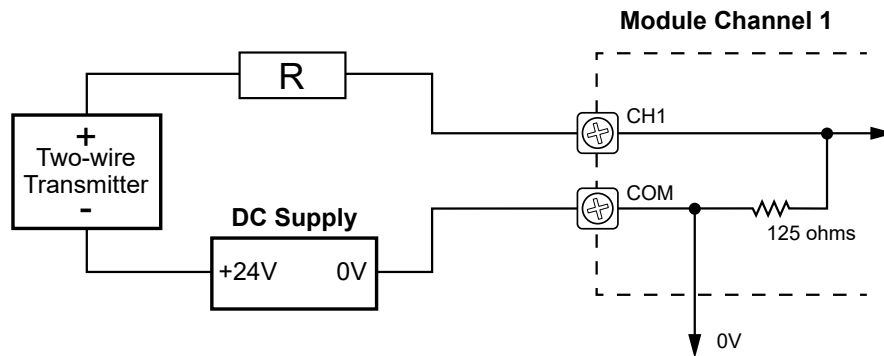 Module Channel 1
R
CH1
+
Two-wire
Transmitter
-
COM
DC Supply
125 ohms
+24V 0V
0V